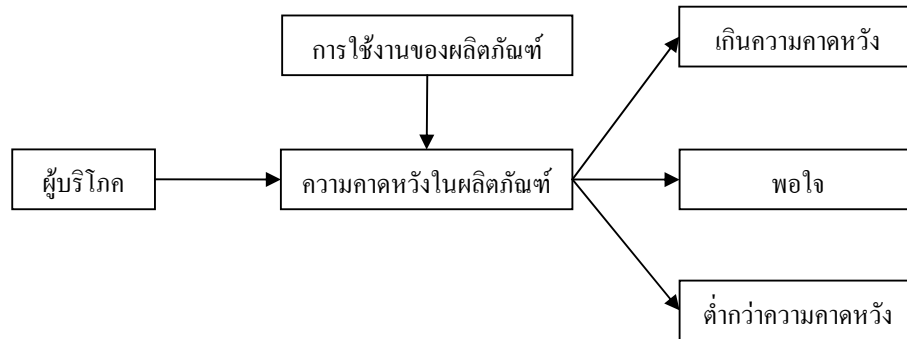 การใช้งานของผลิตภัณฑ์
เกินความคาดหวัง
ผู้บริโภค
ความคาดหวังในผลิตภัณฑ์
พอใจ
ต่ำกว่าความคาดหวัง